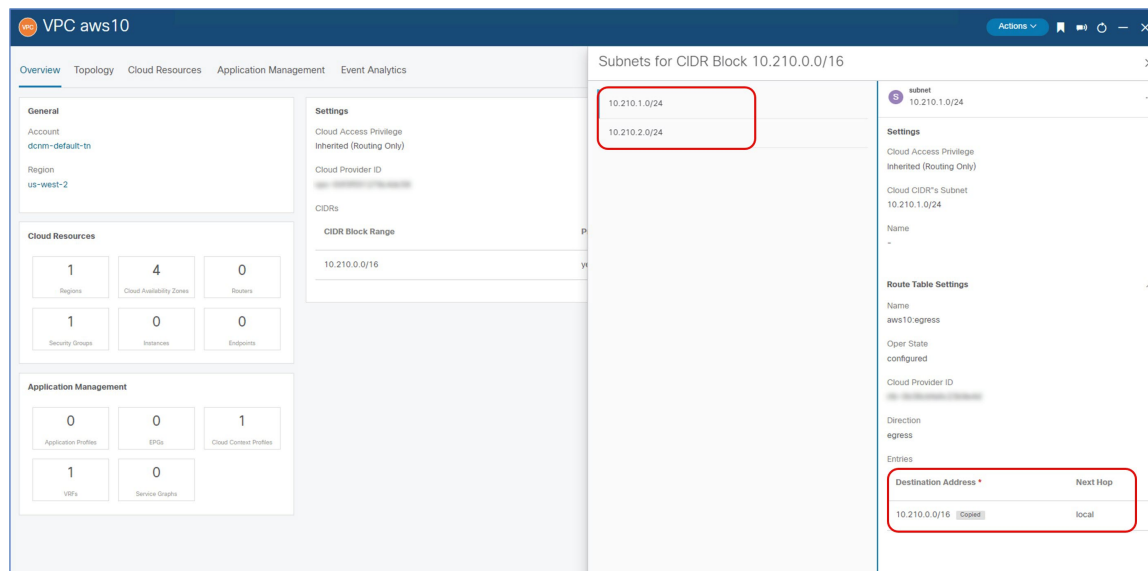 VPC VPC aws10
Actions
Overview Topology Cloud Resources Application Management Event Analytics
General
Account
dcnm-default-tn
Region
us-west-2
Cloud Resources
1 4 0
Regions Cloud Availability Zones Routers
1 0 0
Security Groups Instances Endpoints
Application Management
0 0 1
Application Profiles EPGs Cloud Context Profiles
1 0
VRFs Service Graphs
Settings
Cloud Access Privilege
Inherited (Routing Only)
Cloud Provider ID
CIDRs
CIDR Block Range P
10.210.0.0/16 ye
Subnets for CIDR Block 10.210.0.0/16
10.210.1.0/24
10.210.2.0/24
S subnet
10.210.1.0/24
Settings
Cloud Access Privilege
Inherited (Routing Only)
Cloud CIDR"s Subnet
10.210.1.0/24
Name
-
Route Table Settings
Name
aws10:egress
Oper State
configured
Cloud Provider ID
Direction
egress
Entries
Destination Address * Next Hop
10.210.0.0/16 Copied local